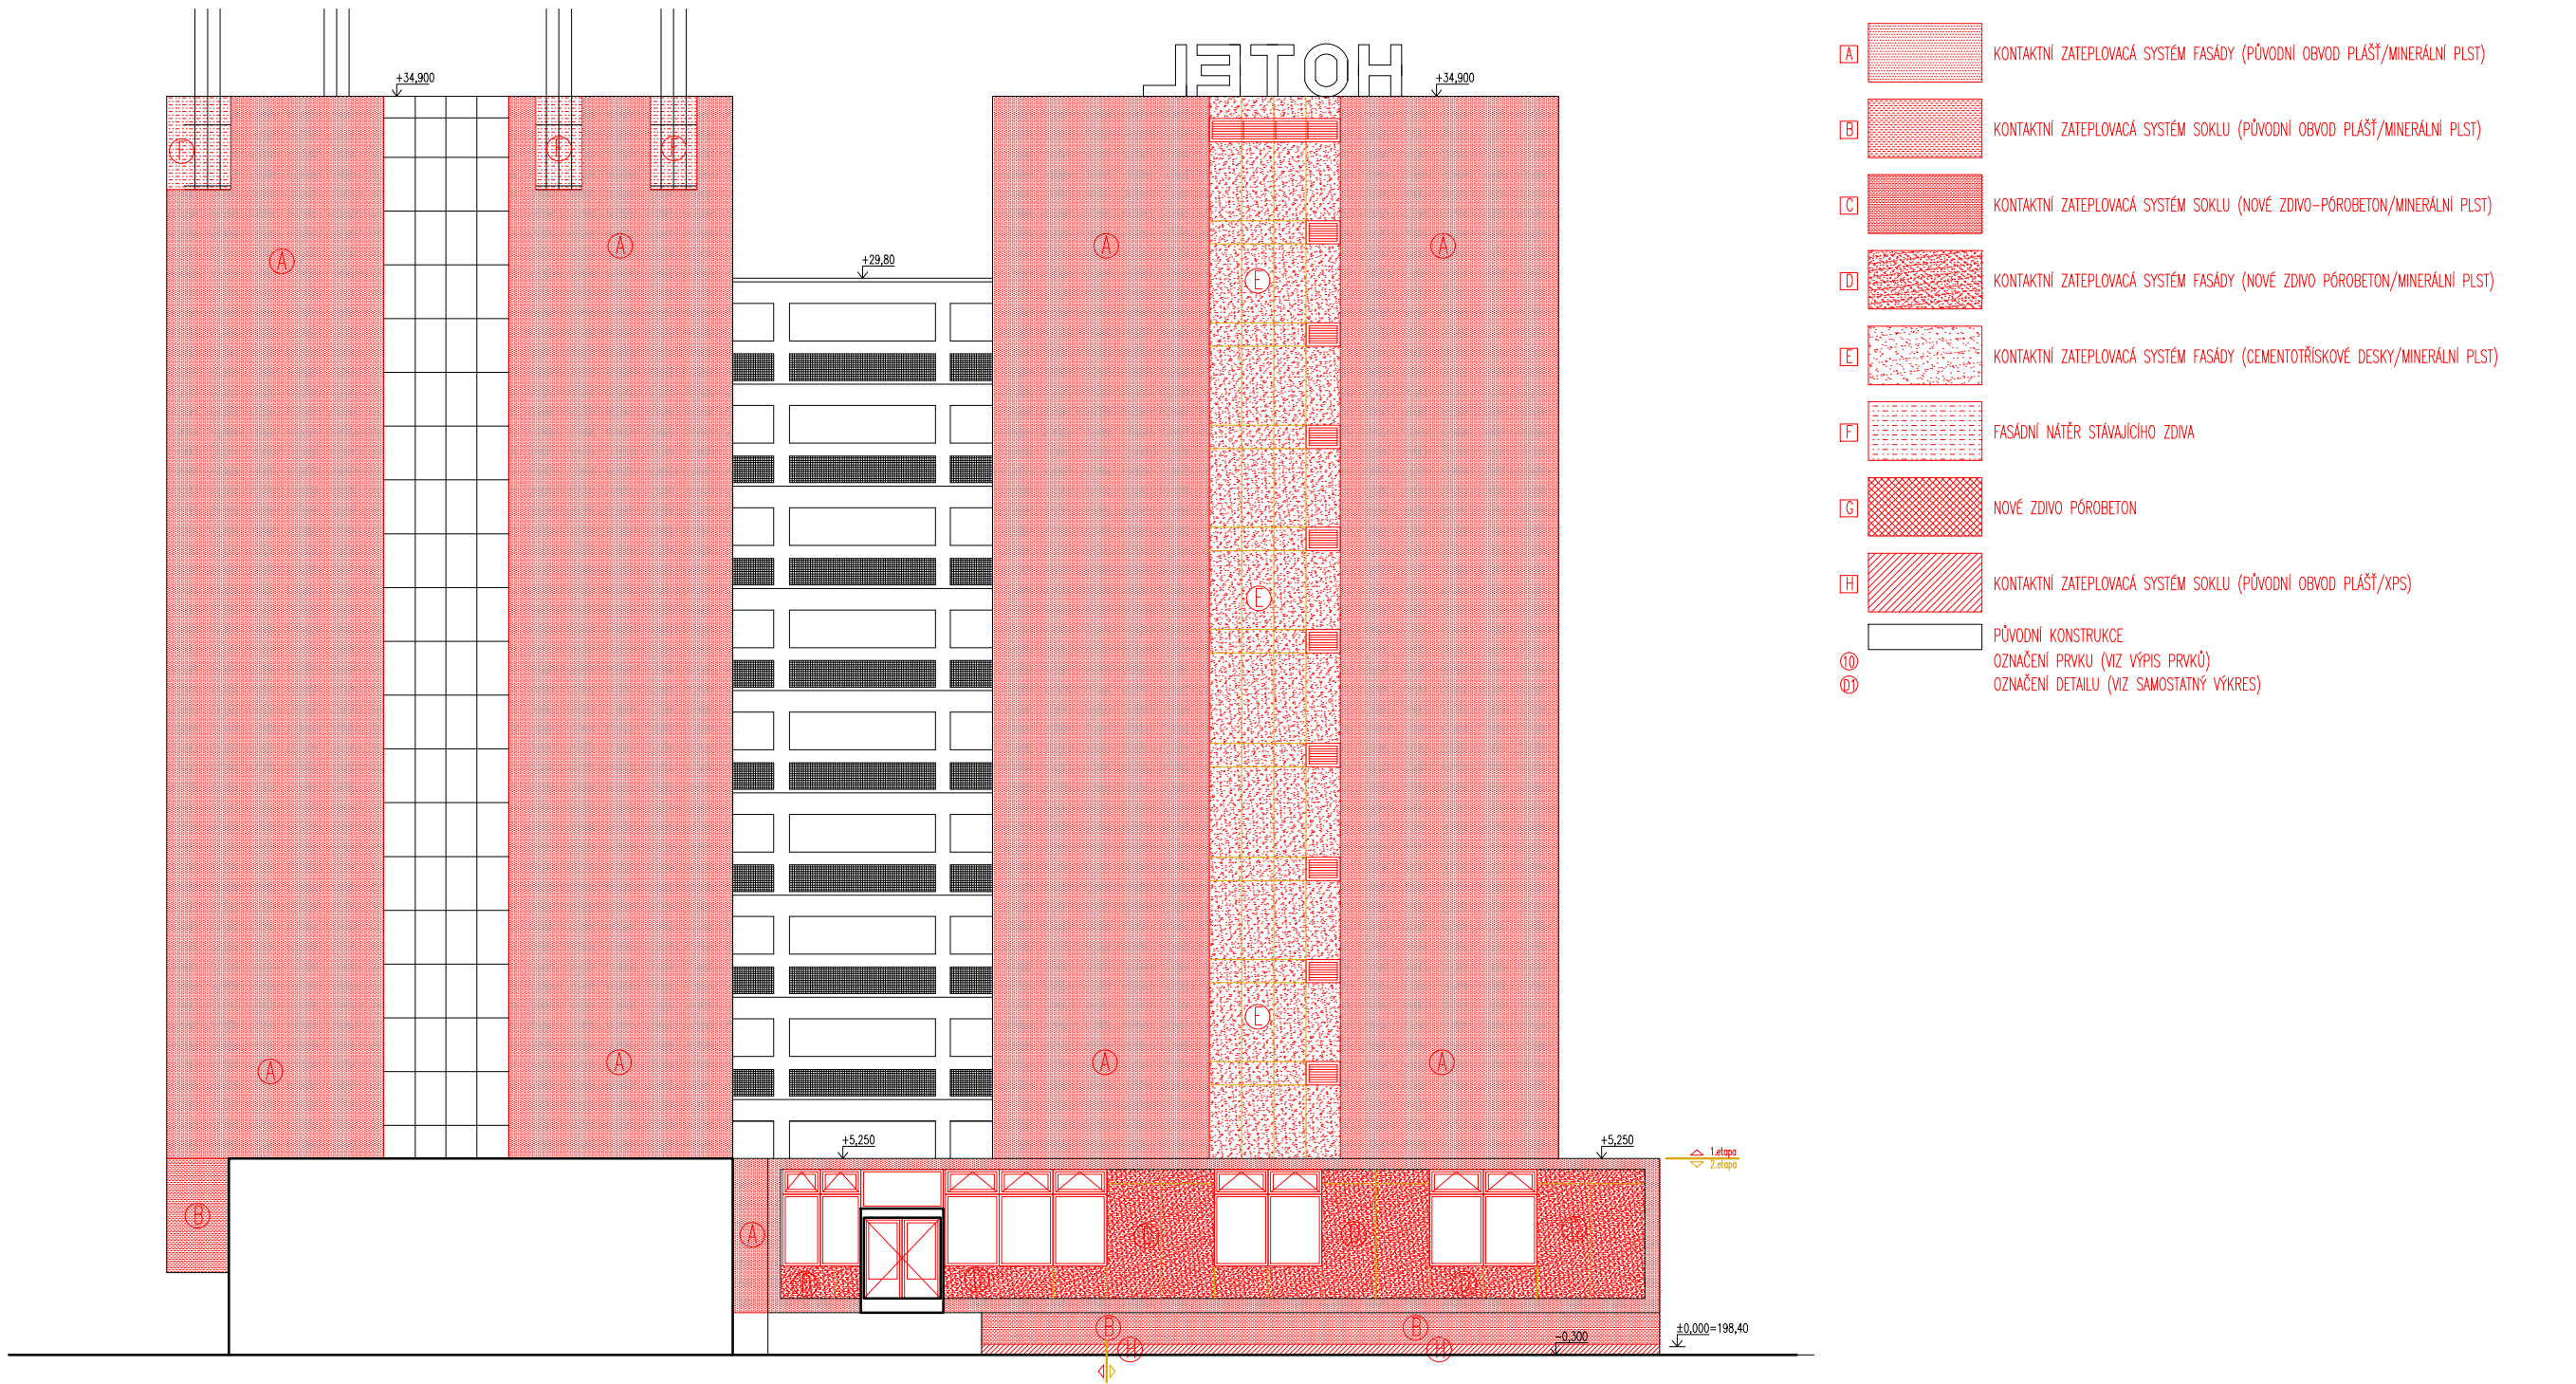 HOTEL
+34,900
+34,900
F
F
F
A
A
A
A
+29,80
E
E
E
A
A
A
A
+5,250
+5,250
1.etapa
2.etapa
B
A
D
D
D
D
D
D
B
B
H
H
-0,300
±0,000=198,40
A KONTAKTNÍ ZATEPLOVACÁ SYSTÉM FASÁDY (PŮVODNÍ OBVOD PLÁŠŤ/MINERÁLNÍ PLST)
B KONTAKTNÍ ZATEPLOVACÁ SYSTÉM SOKLU (PŮVODNÍ OBVOD PLÁŠŤ/MINERÁLNÍ PLST)
C KONTAKTNÍ ZATEPLOVACÁ SYSTÉM SOKLU (NOVÉ ZDIVO-PÓROBETON/MINERÁLNÍ PLST)
D KONTAKTNÍ ZATEPLOVACÁ SYSTÉM FASÁDY (NOVÉ ZDIVO PÓROBETON/MINERÁLNÍ PLST)
E KONTAKTNÍ ZATEPLOVACÁ SYSTÉM FASÁDY (CEMENTOTŘÍSKOVÉ DESKY/MINERÁLNÍ PLST)
F FASÁDNÍ NÁTĚR STÁVAJÍCÍHO ZDIVA
G NOVÉ ZDIVO PÓROBETON
H KONTAKTNÍ ZATEPLOVACÁ SYSTÉM SOKLU (PŮVODNÍ OBVOD PLÁŠŤ/XPS)
PŮVODNÍ KONSTRUKCE
10 OZNAČENÍ PRVKU (VIZ VÝPIS PRVKŮ)
D1 OZNAČENÍ DETAILU (VIZ SAMOSTATNÝ VÝKRES)